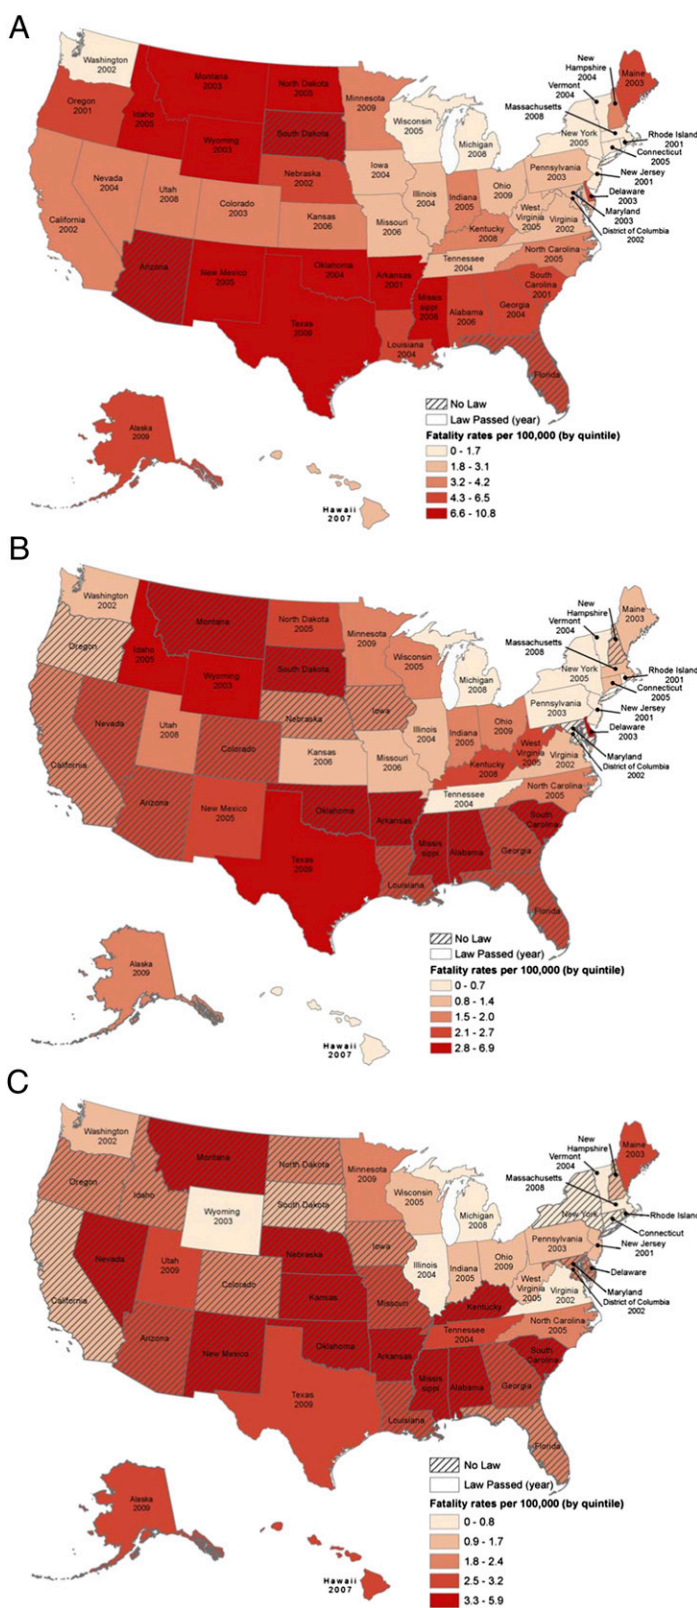 A
Washington
2002
Montana
2003
North Dakota
2005
Minnesota
2009
New
Hampshire
2004
Maine
2003
Vermont
2004
Massachusetts
2008
Oregon
2001
Idaho
2005
Wyoming
2003
South Dakota
Wisconsin
2005
Michigan
2008
New York
2005
Rhode Island
2001
Connecticut
2005
New Jersey
2001
Delaware
2003
Maryland
2003
District of Columbia
2002
Nevada
2004
Utah
2008
Colorado
2003
Nebraska
2002
Iowa
2004
Illinois
2004
Indiana
2005
Ohio
2009
Pennsylvania
2003
California
2002
Kansas
2006
Missouri
2006
Kentucky
2008
West
Virginia
2005
Virginia
2002
Arizona
New Mexico
2005
Oklahoma
2004
Arkansas
2001
Tennessee
2004
North Carolina
2005
South
Carolina
2001
Texas
2009
Louisiana
2004
Missis
sippi
2006
Alabama
2006
Georgia
2004
Florida
Alaska
2009
Hawaii
2007
No Law
Law Passed (year)
Fatality rates per 100,000 (by quintile)
0 - 1.7
1.8 - 3.1
3.2 - 4.2
4.3 - 6.5
6.6 - 10.8
B
Washington
2002
Montana
North Dakota
2005
Minnesota
2009
New
Hampshire
Maine
2003
Vermont
2004
Massachusetts
2008
Oregon
Idaho
2005
Wyoming
2003
South Dakota
Wisconsin
2005
Michigan
2008
New York
2005
Rhode Island
2001
Connecticut
2005
New Jersey
2001
Delaware
2003
Maryland
District of Columbia
2002
Nevada
Utah
2008
Colorado
Nebraska
Iowa
Illinois
2004
Indiana
2005
Ohio
2009
Pennsylvania
2003
California
Kansas
2006
Missouri
2006
Kentucky
2008
West
Virginia
2005
Virginia
2002
Arizona
New Mexico
2005
Oklahoma
Arkansas
Tennessee
2004
North Carolina
2005
South
Carolina
Texas
2009
Louisiana
Missis
sippi
Alabama
Georgia
Florida
Alaska
2009
Hawaii
2007
No Law
Law Passed (year)
Fatality rates per 100,000 (by quintile)
0 - 0.7
0.8 - 1.4
1.5 - 2.0
2.1 - 2.7
2.8 - 6.9
C
Washington
2002
Montana
North Dakota
Minnesota
2009
New
Hampshire
Maine
2003
Vermont
2004
Massachusetts
2008
Oregon
Idaho
Wyoming
2003
South Dakota
Wisconsin
2005
Michigan
2008
New York
Rhode Island
Connecticut
New Jersey
2001
Delaware
Maryland
District of Columbia
2002
Nevada
Utah
2009
Colorado
Nebraska
Iowa
Illinois
2004
Indiana
2005
Ohio
2009
Pennsylvania
2003
California
Kansas
Missouri
Kentucky
West
Virginia
2005
Virginia
2002
Arizona
New Mexico
Oklahoma
Arkansas
Tennessee
2004
North Carolina
2005
South
Carolina
Texas
2009
Louisiana
Missis
sippi
Alabama
Georgia
Florida
Alaska
2009
Hawaii
2007
No Law
Law Passed (year)
Fatality rates per 100,000 (by quintile)
0 - 0.8
0.9 - 1.7
1.8 - 2.4
2.5 - 3.2
3.3 - 5.9